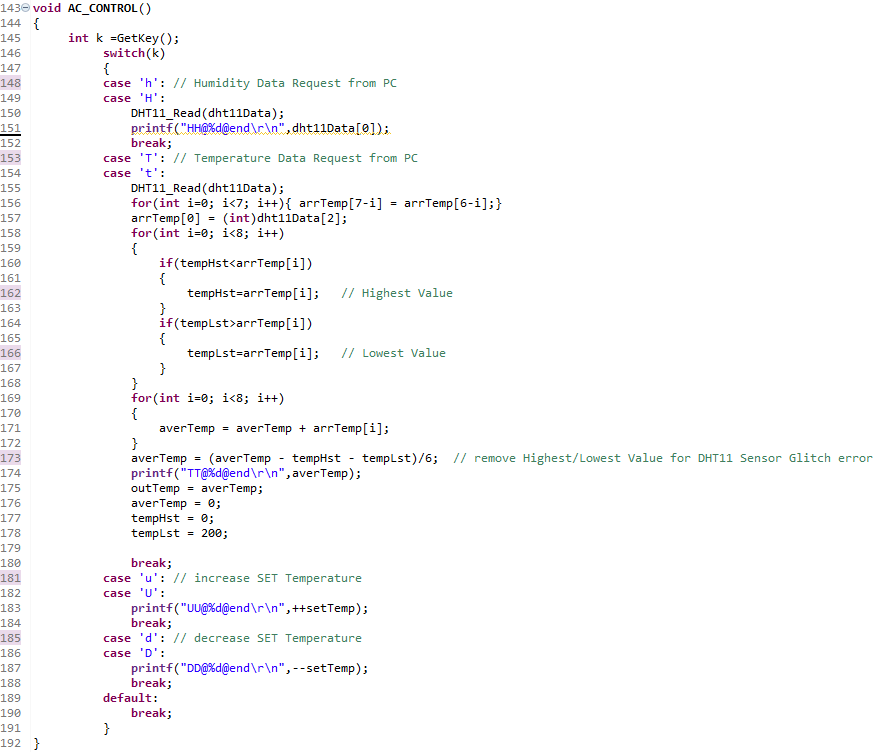 143 void AC_CONTROL()
144 {
145     int k =GetKey();
146          switch(k)
147          {
148          case 'h': // Humidity Data Request from PC
149          case 'H':
150              DHT11_Read(dht11Data);
151              printf("HH@%d@end\r\n",dht11Data[0]);
152              break;
153          case 'T': // Temperature Data Request from PC
154          case 't':
155              DHT11_Read(dht11Data);
156              for(int i=0; i<7; i++){ arrTemp[7-i] = arrTemp[6-i];}
157              arrTemp[0] = (int)dht11Data[2];
158              for(int i=0; i<8; i++)
159              {
160                  if(tempHst<arrTemp[i])
161                  {
162                      tempHst=arrTemp[i];   // Highest Value
163                  }
164                  if(tempLst>arrTemp[i])
165                  {
166                      tempLst=arrTemp[i];   // Lowest Value
167                  }
168              }
169              for(int i=0; i<8; i++)
170              {
171                  averTemp = averTemp + arrTemp[i];
172              }
173              averTemp = (averTemp - tempHst - tempLst)/6;  // remove Highest/Lowest Value for DHT11 Sensor Glitch error
174              printf("TT@%d@end\r\n",averTemp);
175              outTemp = averTemp;
176              averTemp = 0;
177              tempHst = 0;
178              tempLst = 200;
179
180              break;
181          case 'u': // increase SET Temperature
182          case 'U':
183              printf("UU@%d@end\r\n",++setTemp);
184              break;
185          case 'd': // decrease SET Temperature
186          case 'D':
187              printf("DD@%d@end\r\n",--setTemp);
188              break;
189          default:
190              break;
191          }
192 }